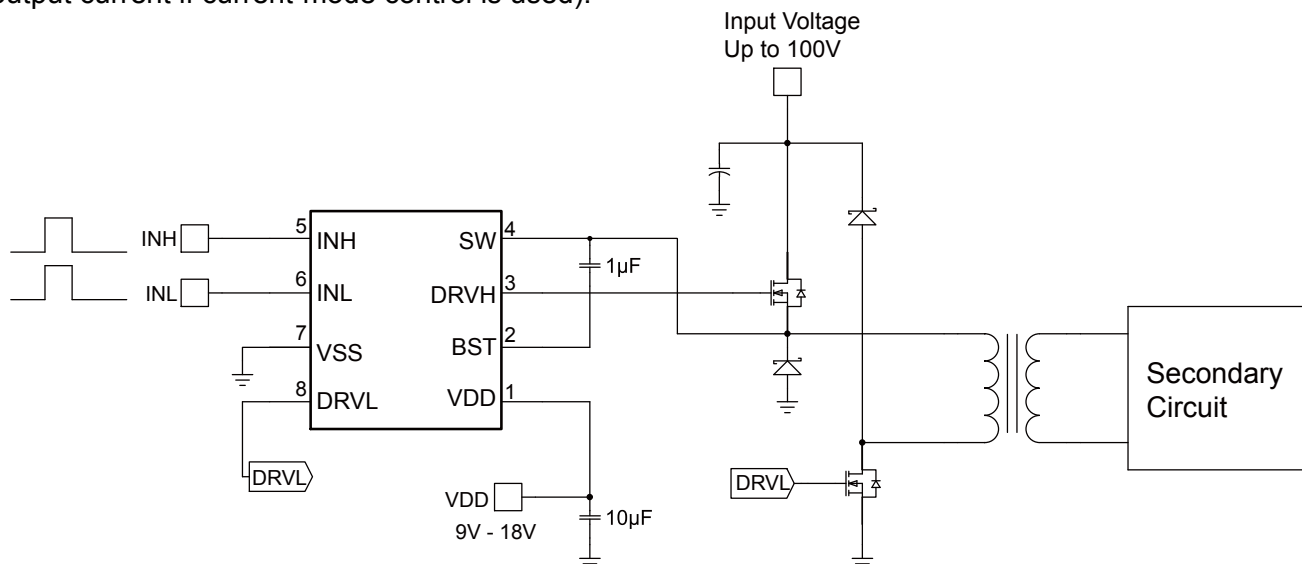 output current if current mode control is used).
Input Voltage
Up to 100V
INH
5
INH
SW
4
1µF
INL
6
INL
DRVH
3
7
VSS
BST
2
8
DRVL
VDD
1
DRVL
VDD
9V - 18V
10µF
DRVL
Secondary
Circuit